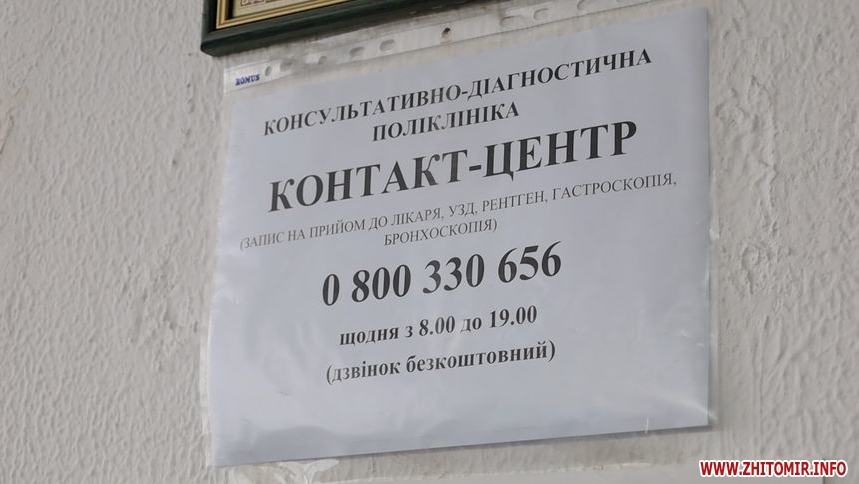 ROMUS
КОНСУЛЬТАТИВНО-ДІАГНОСТИЧНА
ПОЛІКЛІНІКА
КОНТАКТ-ЦЕНТР
(ЗАПИС НА ПРИЙОМ ДО ЛІКАРЯ, УЗД, РЕНТГЕН, ГАСТРОСКОПІЯ,
БРОНХОСКОПІЯ)
0 800 330 656
щодня з 8.00 до 19.00
(дзвінок безкоштовний)
WWW.ZHITOMIR.INFO